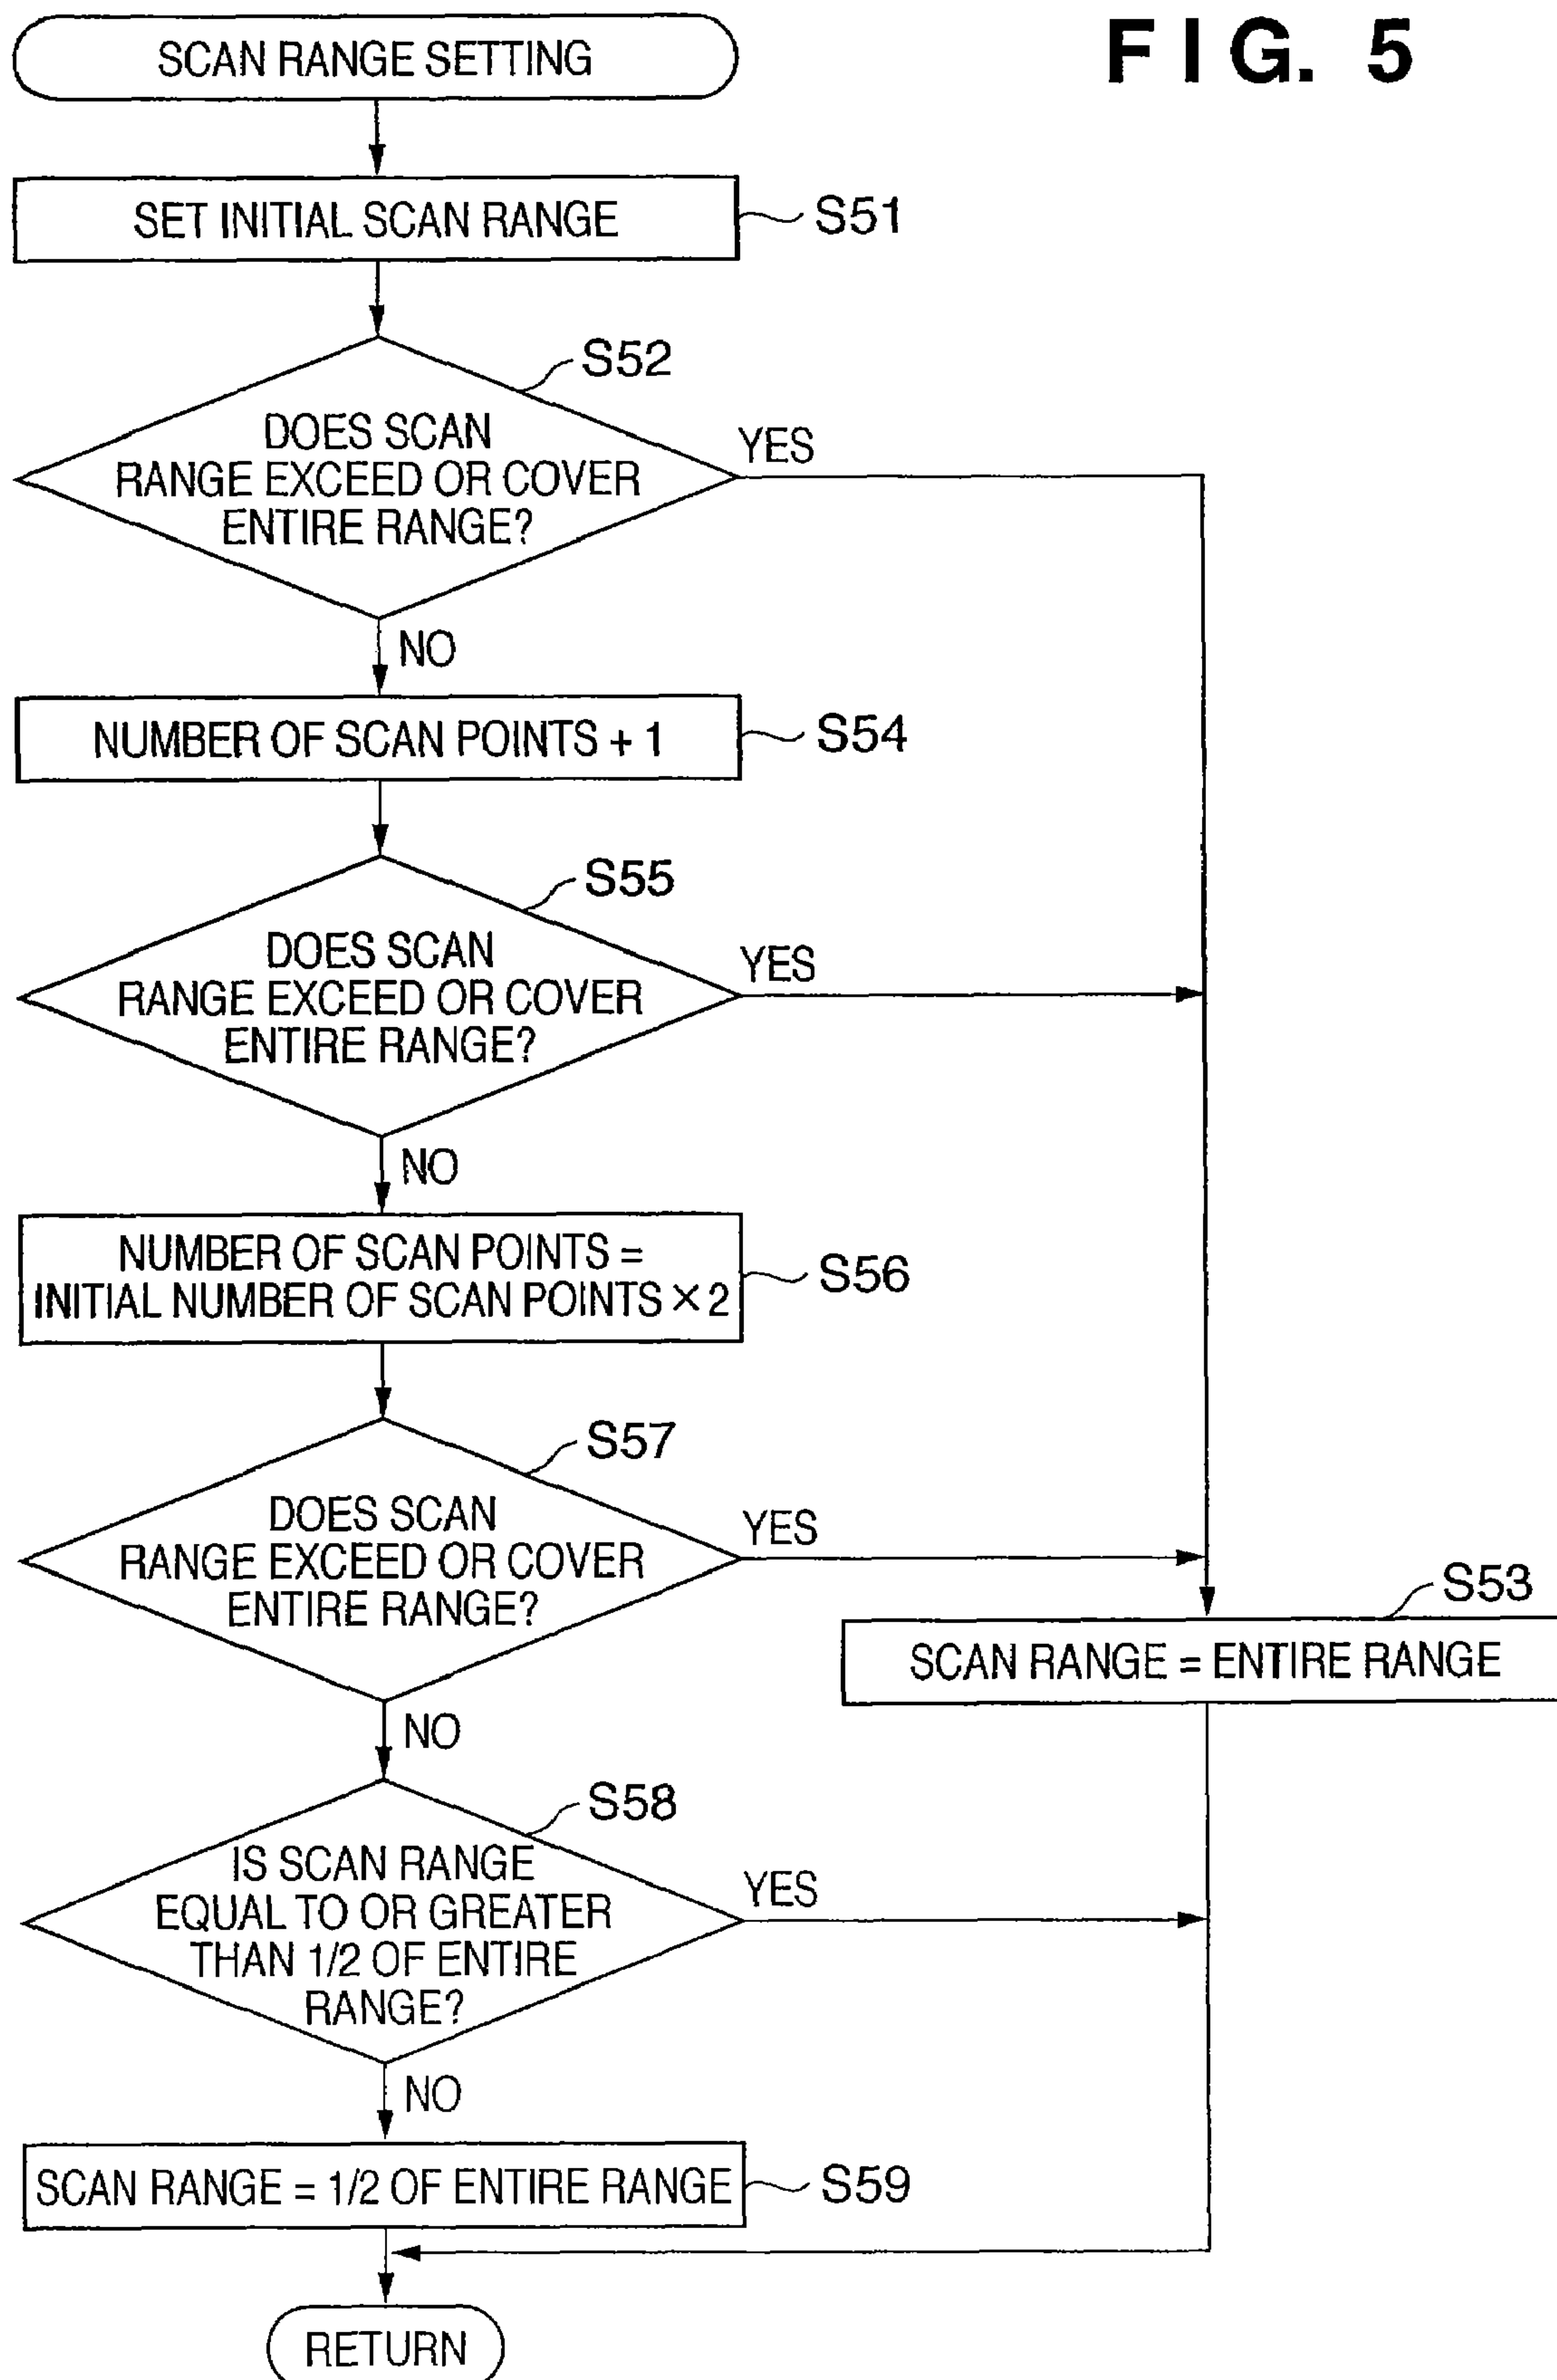 FIG. 5
SCAN RANGE SETTING
SET INITIAL SCAN RANGE
S51
S52
DOES SCAN
RANGE EXCEED OR COVER
ENTIRE RANGE?
YES
NO
NUMBER OF SCAN POINTS + 1
S54
S55
DOES SCAN
RANGE EXCEED OR COVER
ENTIRE RANGE?
YES
NO
NUMBER OF SCAN POINTS =
INITIAL NUMBER OF SCAN POINTS × 2
S56
S57
DOES SCAN
RANGE EXCEED OR COVER
ENTIRE RANGE?
YES
NO
S53
SCAN RANGE = ENTIRE RANGE
S58
IS SCAN RANGE
EQUAL TO OR GREATER
THAN 1/2 OF ENTIRE
RANGE?
YES
NO
SCAN RANGE = 1/2 OF ENTIRE RANGE
S59
RETURN